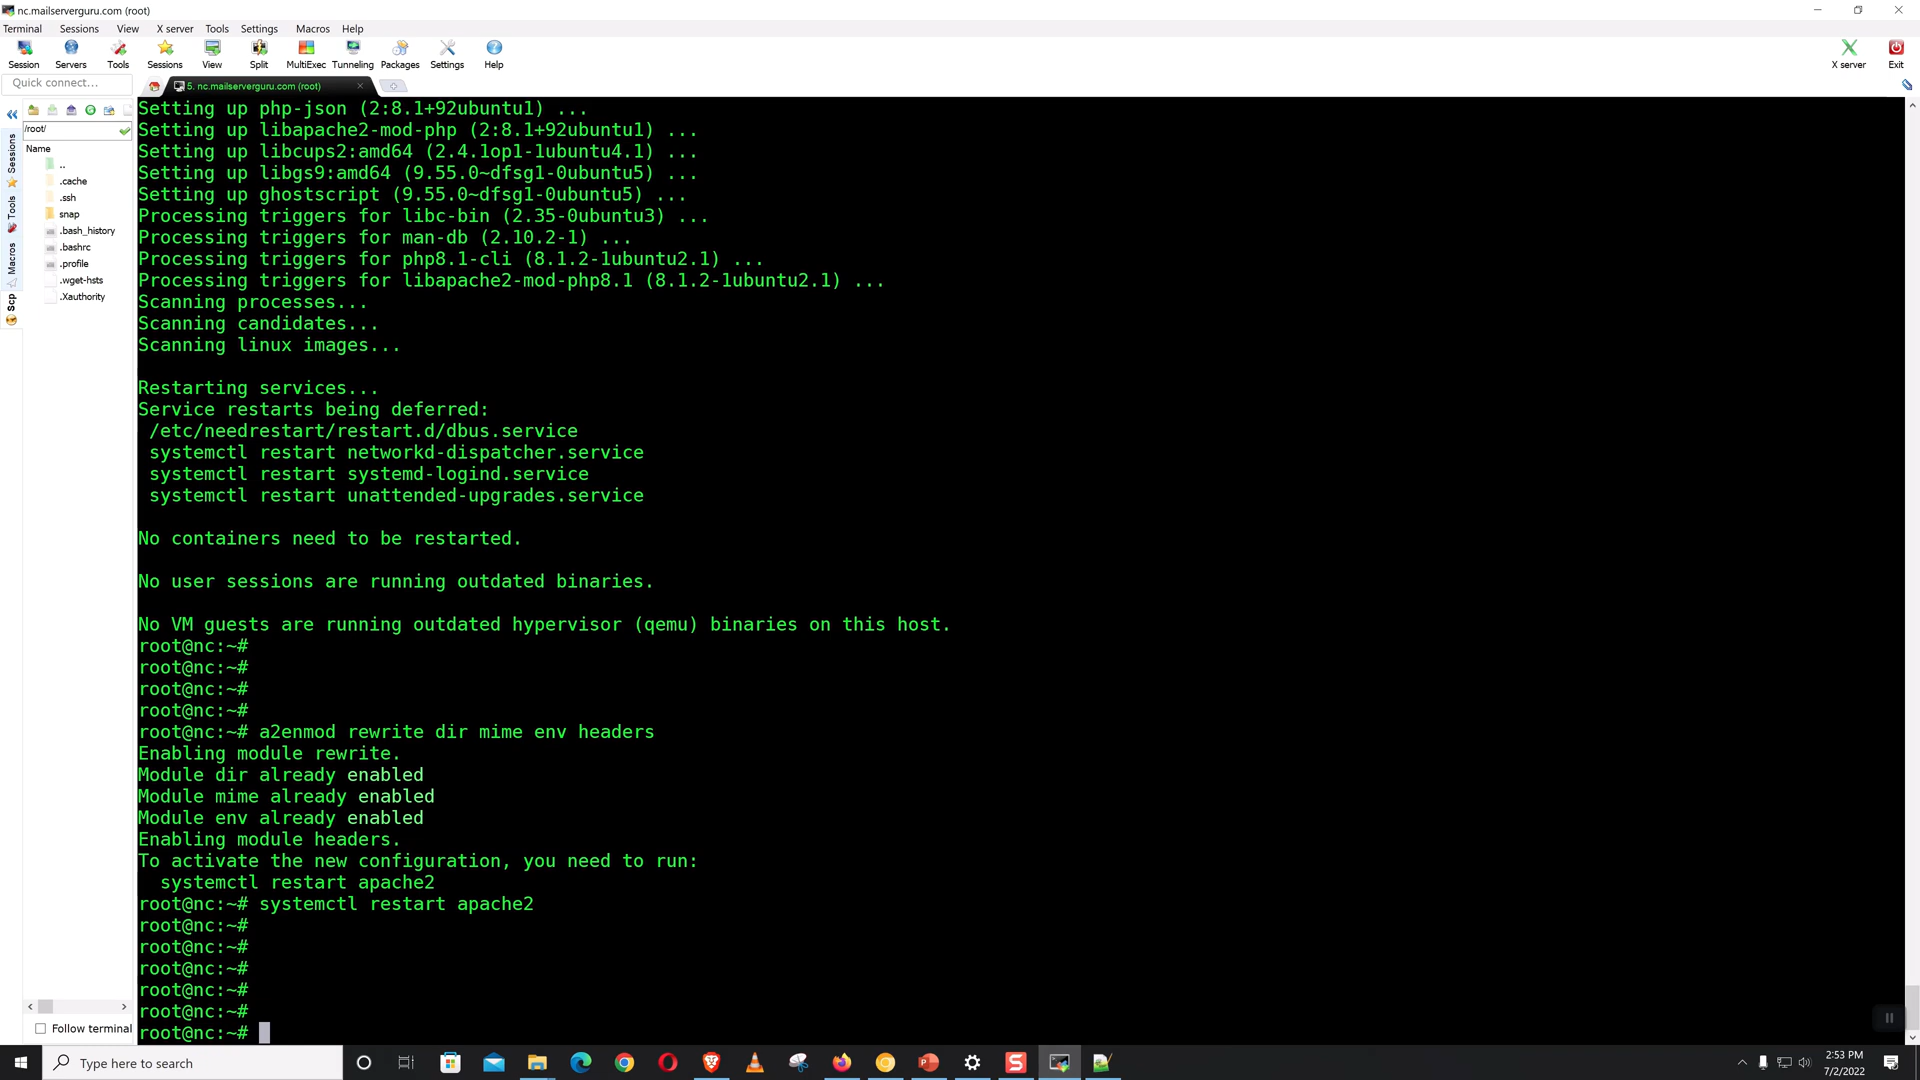 nc.mailserverguru.com (root)
Terminal Sessions View X server Tools Settings Macros Help
Session Servers Tools Sessions View Split MultiExec Tunneling Packages Settings Help X server Exit
Quick connect...
5. nc.mailserverguru.com (root)
/root/
Name
..
.cache
.ssh
snap
.bash_history
.bashrc
.profile
.wget-hsts
.Xauthority
Sessions
Tools
Macros
Scp
Setting up php-json (2:8.1+92ubuntu1) ...
Setting up libapache2-mod-php (2:8.1+92ubuntu1) ...
Setting up libcups2:amd64 (2.4.1op1-1ubuntu4.1) ...
Setting up libgs9:amd64 (9.55.0~dfsg1-0ubuntu5) ...
Setting up ghostscript (9.55.0~dfsg1-0ubuntu5) ...
Processing triggers for libc-bin (2.35-0ubuntu3) ...
Processing triggers for man-db (2.10.2-1) ...
Processing triggers for php8.1-cli (8.1.2-1ubuntu2.1) ...
Processing triggers for libapache2-mod-php8.1 (8.1.2-1ubuntu2.1) ...
Scanning processes...
Scanning candidates...
Scanning linux images...
Restarting services...
Service restarts being deferred:
/etc/needrestart/restart.d/dbus.service
systemctl restart networkd-dispatcher.service
systemctl restart systemd-logind.service
systemctl restart unattended-upgrades.service
No containers need to be restarted.
No user sessions are running outdated binaries.
No VM guests are running outdated hypervisor (qemu) binaries on this host.
root@nc:~#
root@nc:~#
root@nc:~#
root@nc:~#
root@nc:~# a2enmod rewrite dir mime env headers
Enabling module rewrite.
Module dir already enabled
Module mime already enabled
Module env already enabled
Enabling module headers.
To activate the new configuration, you need to run:
systemctl restart apache2
root@nc:~# systemctl restart apache2
root@nc:~#
root@nc:~#
root@nc:~#
root@nc:~#
root@nc:~#
root@nc:~#
Follow terminal
Type here to search
2:53 PM
7/2/2022